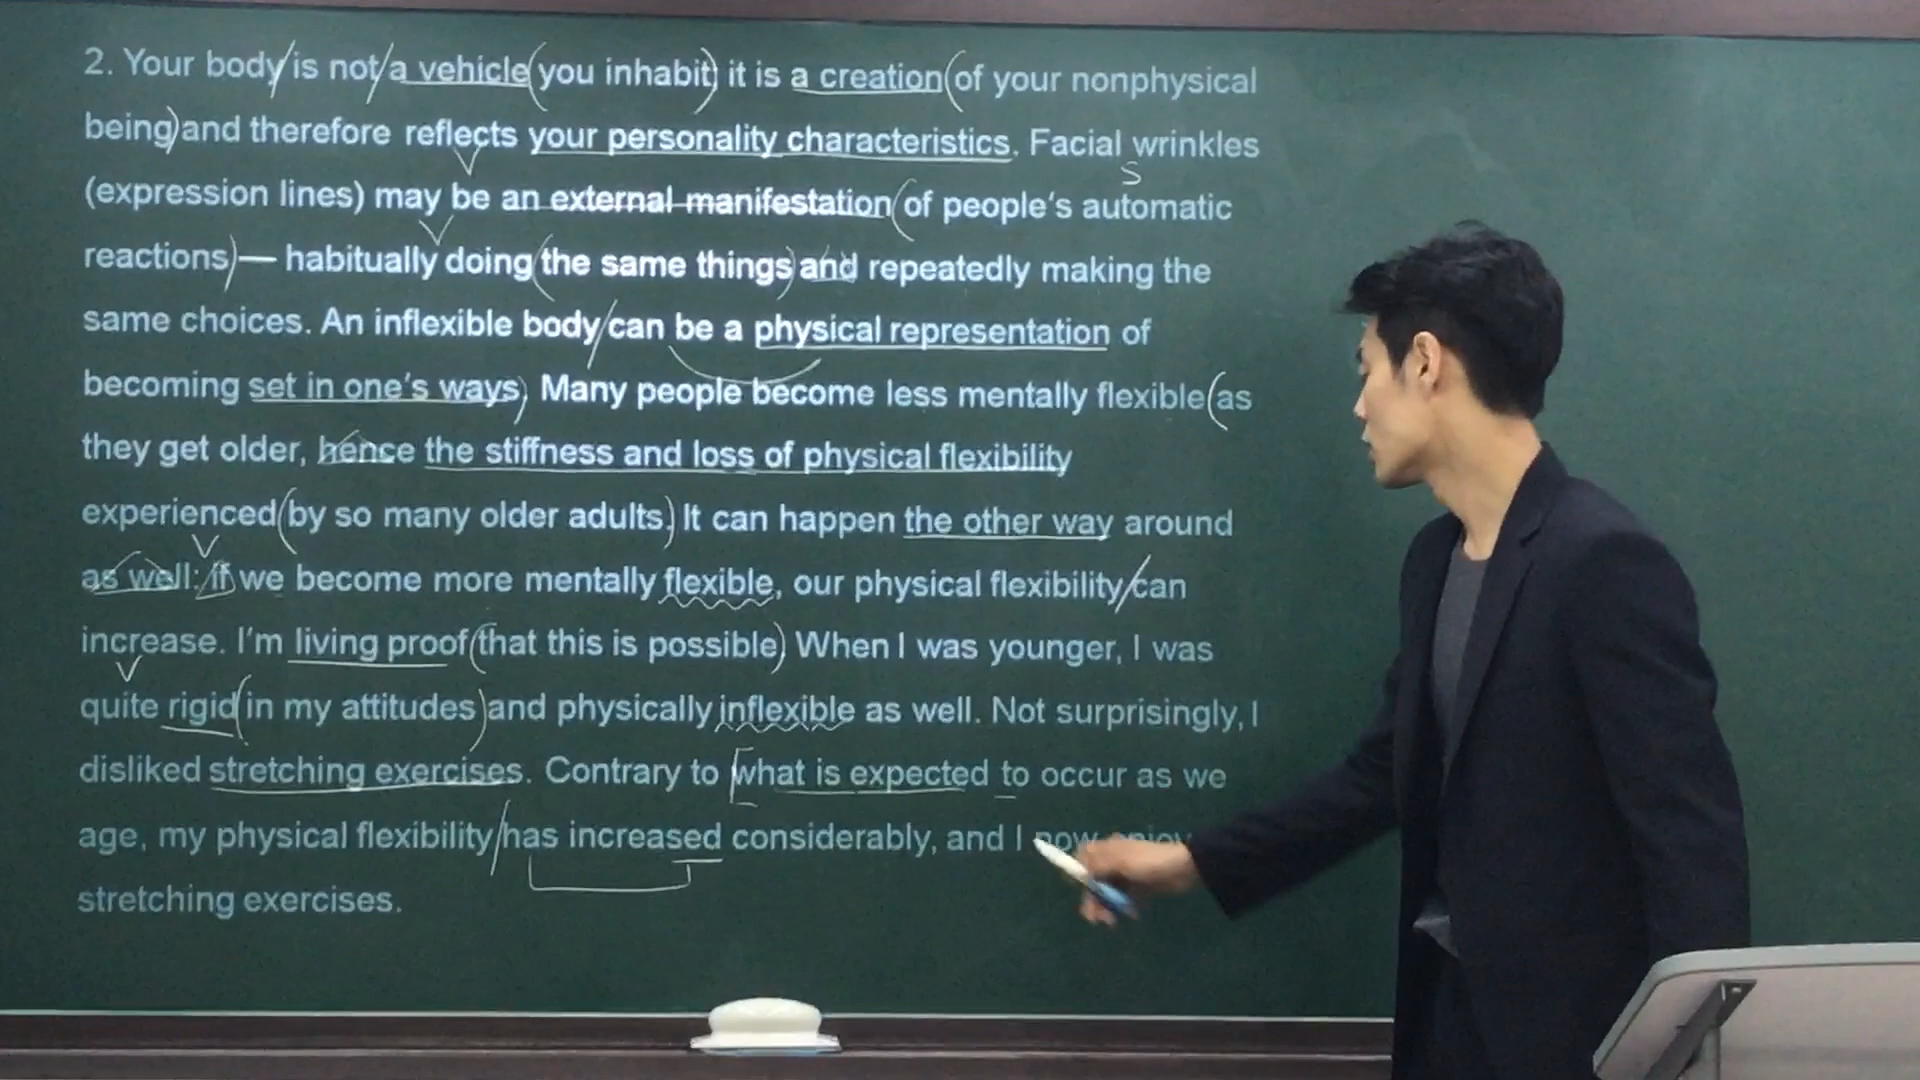 2. Your body is not a vehicle you inhabit; it is a creation of your nonphysical
being and therefore reflects your personality characteristics. Facial wrinkles
S
(expression lines) may be an external manifestation of people's automatic
reactions — habitually doing the same things and repeatedly making the
same choices. An inflexible body can be a physical representation of
becoming set in one's ways. Many people become less mentally flexible as
they get older, hence the stiffness and loss of physical flexibility
experienced by so many older adults. It can happen the other way around
as well: if we become more mentally flexible, our physical flexibility can
increase. I'm living proof that this is possible. When I was younger, I was
quite rigid in my attitudes and physically inflexible as well. Not surprisingly, I
disliked stretching exercises. Contrary to what is expected to occur as we
age, my physical flexibility has increased considerably, and I now enjoy
stretching exercises.